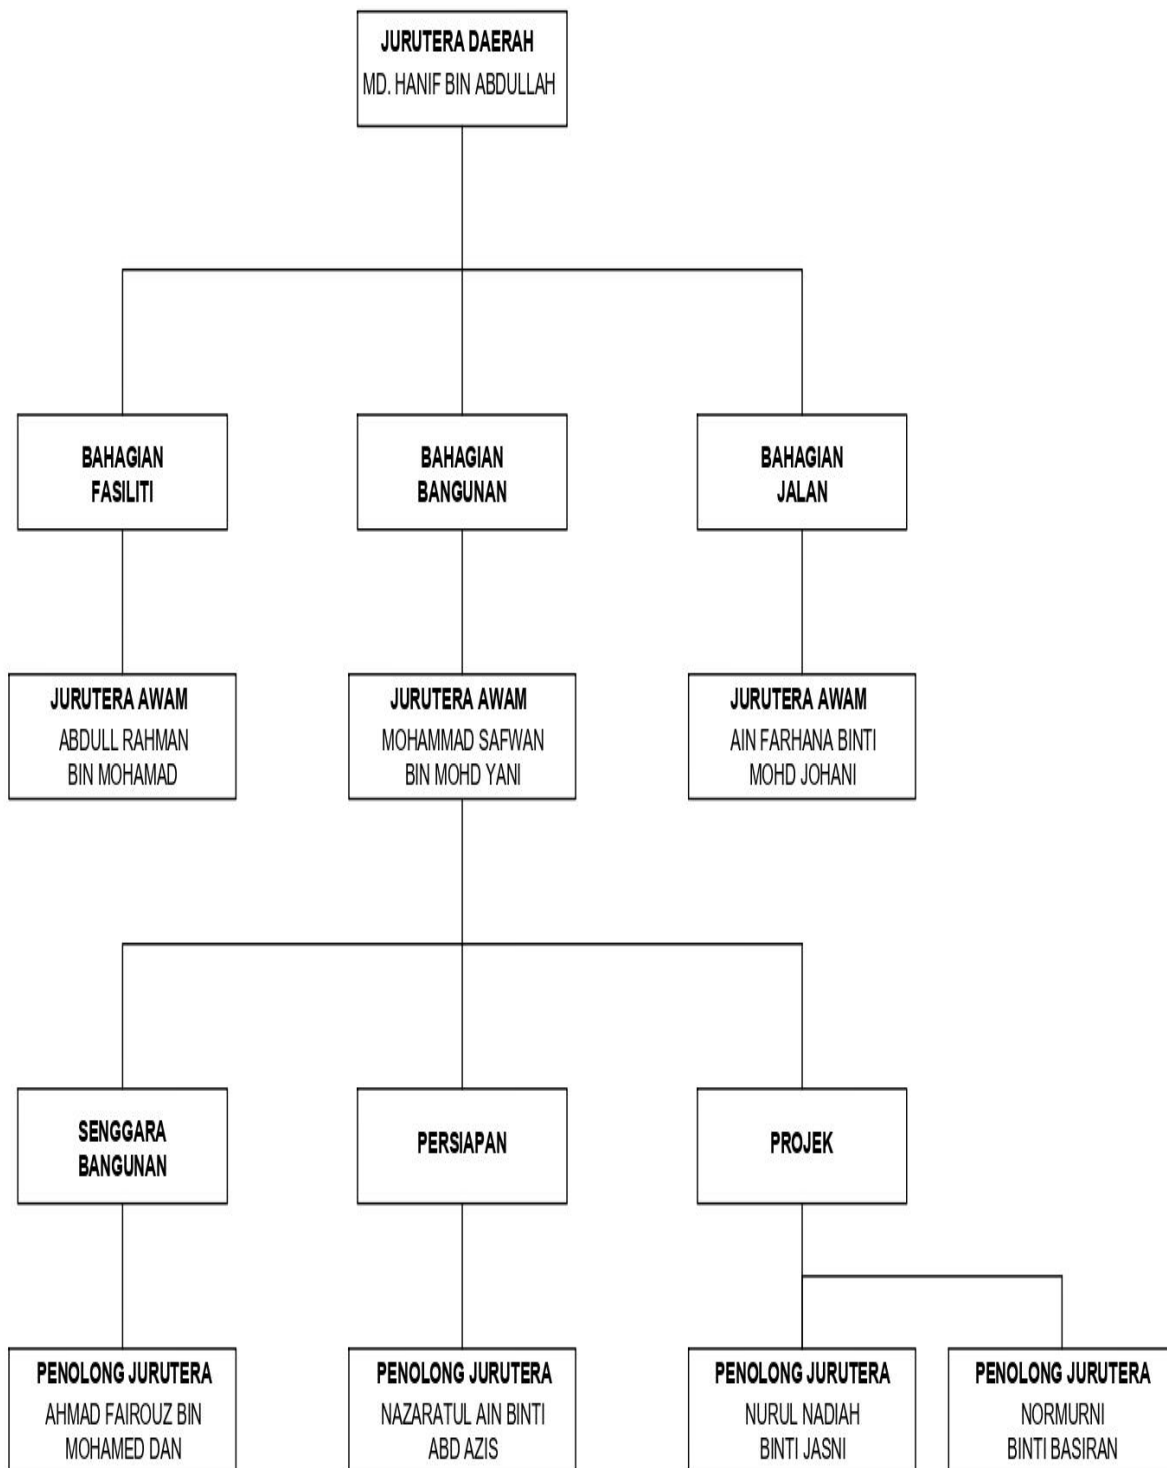 JURUTERA DAERAH
MD. HANIF BIN ABDULLAH
BAHAGIAN
FASILITI
BAHAGIAN
BANGUNAN
BAHAGIAN
JALAN
JURUTERA AWAM
ABDULL RAHMAN
BIN MOHAMAD
JURUTERA AWAM
MOHAMMAD SAFWAN
BIN MOHD YANI
JURUTERA AWAM
AIN FARHANA BINTI
MOHD JOHANI
SENGGARA
BANGUNAN
PERSIAPAN
PROJEK
PENOLONG JURUTERA
AHMAD FAIROUZ BIN
MOHAMED DAN
PENOLONG JURUTERA
NAZARATUL AIN BINTI
ABD AZIS
PENOLONG JURUTERA
NURUL NADIAH
BINTI JASNI
PENOLONG JURUTERA
NORMURNI
BINTI BASIRAN